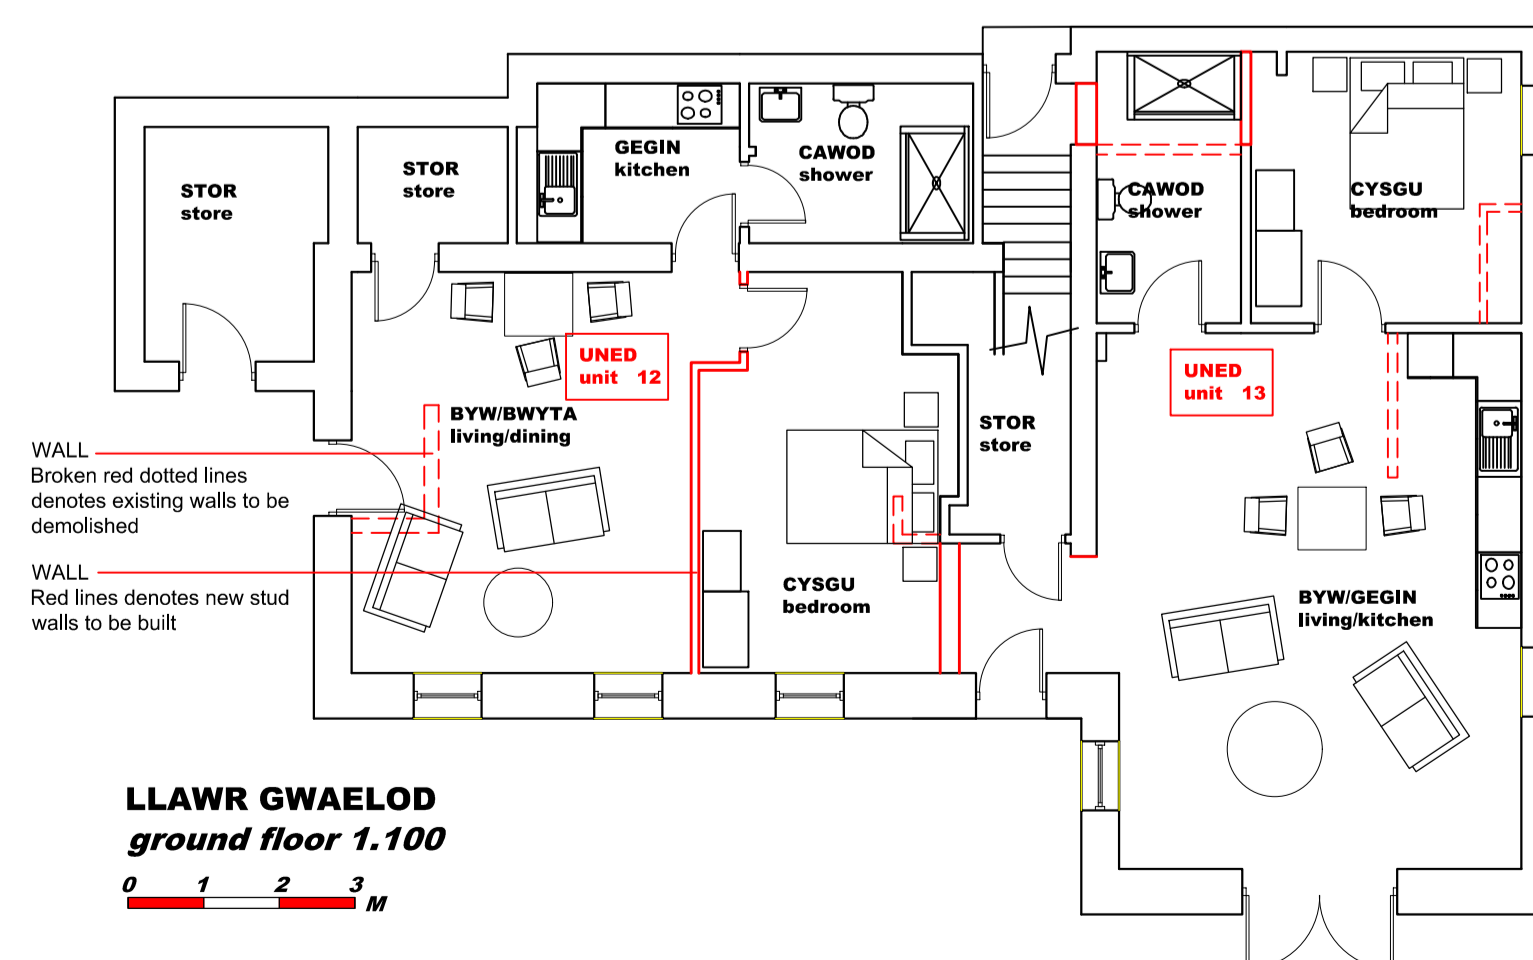 STOR
store
STOR
store
GEGIN
kitchen
CAWOD
shower
CAWOD
shower
CYSGU
bedroom
UNED
unit 12
UNED
unit 13
BYW/BWYTA
living/dining
STOR
store
WALL
Broken red dotted lines
denotes existing walls to be
demolished
WALL
Red lines denotes new stud
walls to be built
CYSGU
bedroom
BYW/GEGIN
living/kitchen
LLAWR GWAELOD
ground floor 1.100
0 1 2 3 M